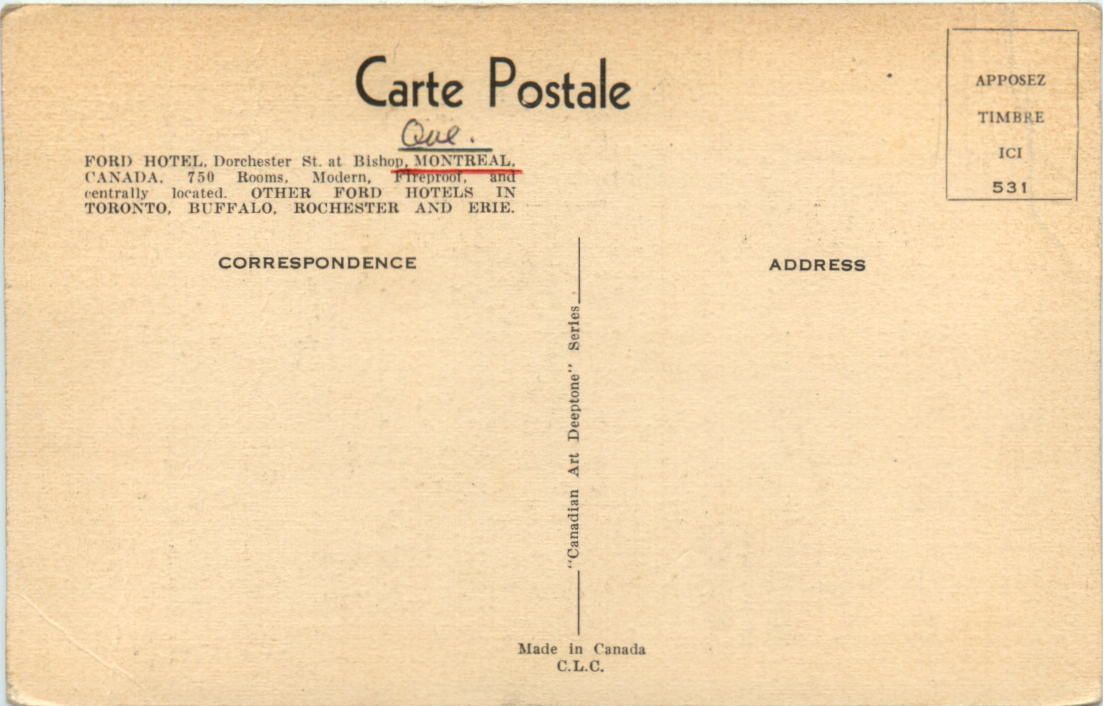 Carte Postale
APPOSEZ
TIMBRE
ICI
531
Que.
FORD HOTEL, Dorchester St. at Bishop, MONTREAL,
CANADA. 750 Rooms, Modern, Fireproof, and
centrally located. OTHER FORD HOTELS IN
TORONTO, BUFFALO, ROCHESTER AND ERIE.
CORRESPONDENCE
ADDRESS
"Canadian Art Deeptone" Series
Made in Canada
C.L.C.